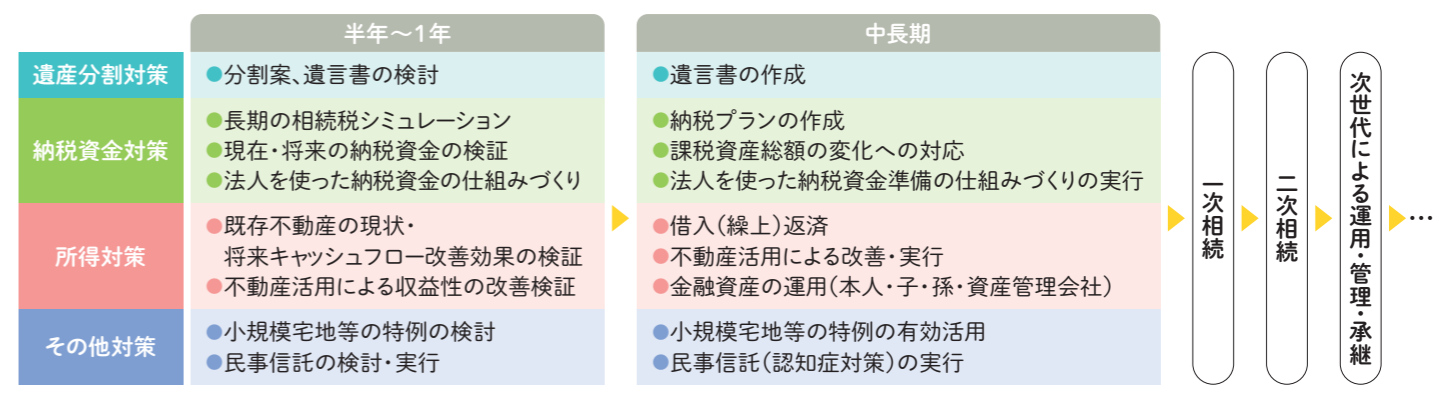 半年～1年
中長期
遺産分割対策
●分割案、遺言書の検討
●遺言書の作成
納税資金対策
●長期の相続税シミュレーション
●現在・将来の納税資金の検証
●法人を使った納税資金の仕組みづくり
●納税プランの作成
●課税資産総額の変化への対応
●法人を使った納税資金準備の仕組みづくりの実行
所得対策
●既存不動産の現状・
将来キャッシュフロー改善効果の検証
●不動産活用による収益性の改善検証
●借入(繰上)返済
●不動産活用による改善・実行
●金融資産の運用(本人・子・孫・資産管理会社)
その他対策
●小規模宅地等の特例の検討
●民事信託の検討・実行
●小規模宅地等の特例の有効活用
●民事信託(認知症対策)の実行
一次相続
二次相続
次世代による運用・管理・承継
…